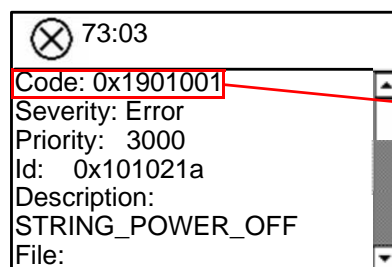 73:03
Code: 0x1901001
Severity: Error
Priority: 3000
Id: 0x101021a
Description:
STRING_POWER_OFF
File: